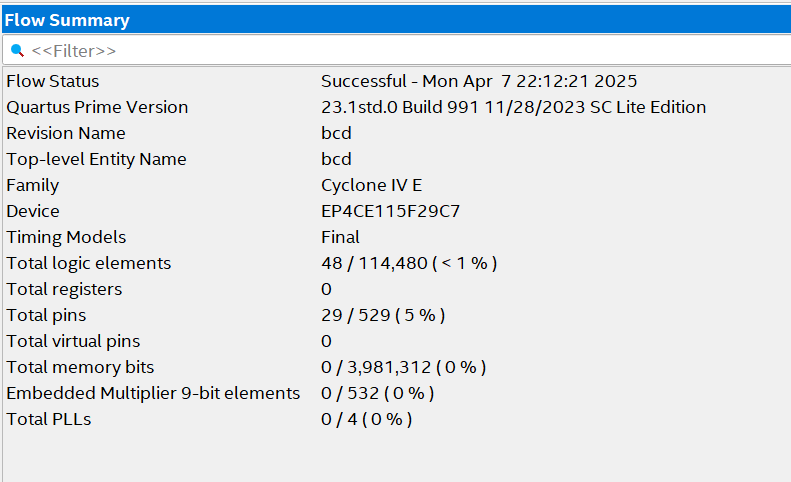 Flow Summary
<<Filter>>
Flow Status Successful - Mon Apr 7 22:12:21 2025
Quartus Prime Version 23.1std.0 Build 991 11/28/2023 SC Lite Edition
Revision Name bcd
Top-level Entity Name bcd
Family Cyclone IV E
Device EP4CE115F29C7
Timing Models Final
Total logic elements 48 / 114,480 ( < 1 % )
Total registers 0
Total pins 29 / 529 ( 5 % )
Total virtual pins 0
Total memory bits 0 / 3,981,312 ( 0 % )
Embedded Multiplier 9-bit elements 0 / 532 ( 0 % )
Total PLLs 0 / 4 ( 0 % )